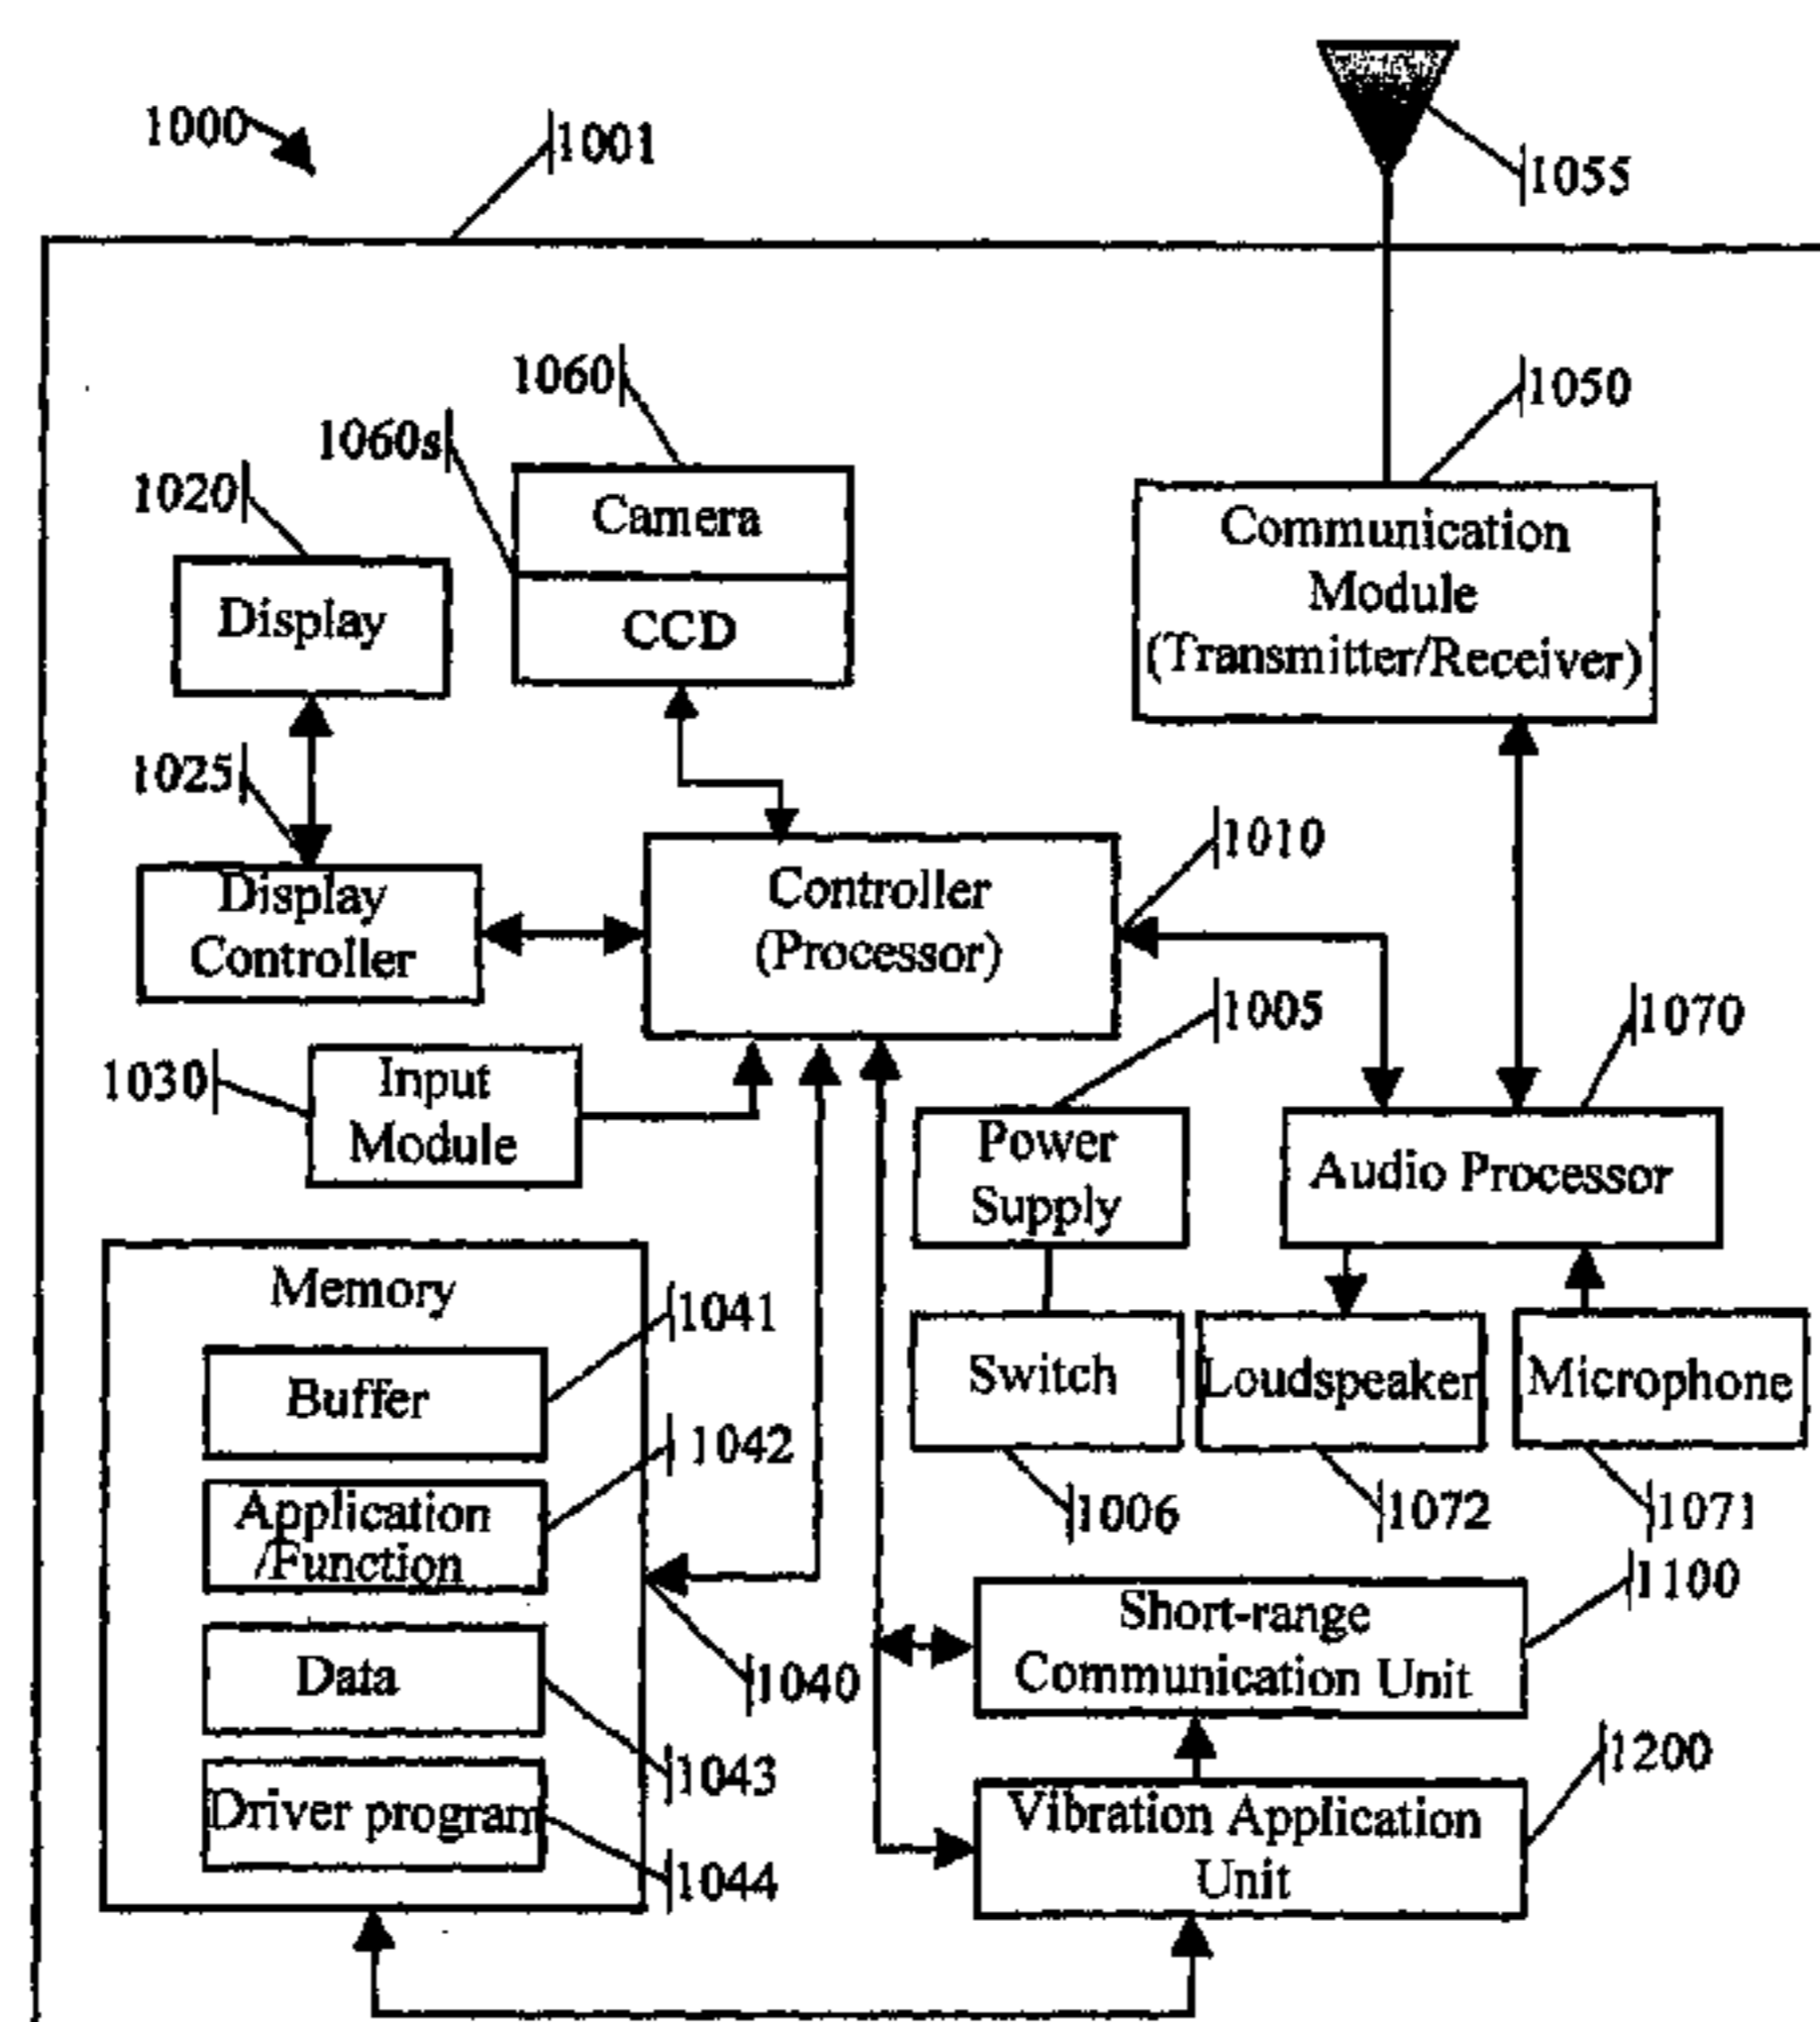 1000
1001
1055
1060
1050
1060s
1020
Camera
Communication
Module
(Transmitter/Receiver)
Display
CCD
1025
1010
Display
Controller
Controller
(Processor)
1005
1070
1030
Input
Module
Power
Supply
Audio Processor
Memory
1041
Buffer
Switch
Loudspeaker
Microphone
1042
Application
/Function
1006
1072
1071
1100
Short-range
Communication Unit
Data
1040
1043
1200
Driver program
Vibration Application
Unit
1044